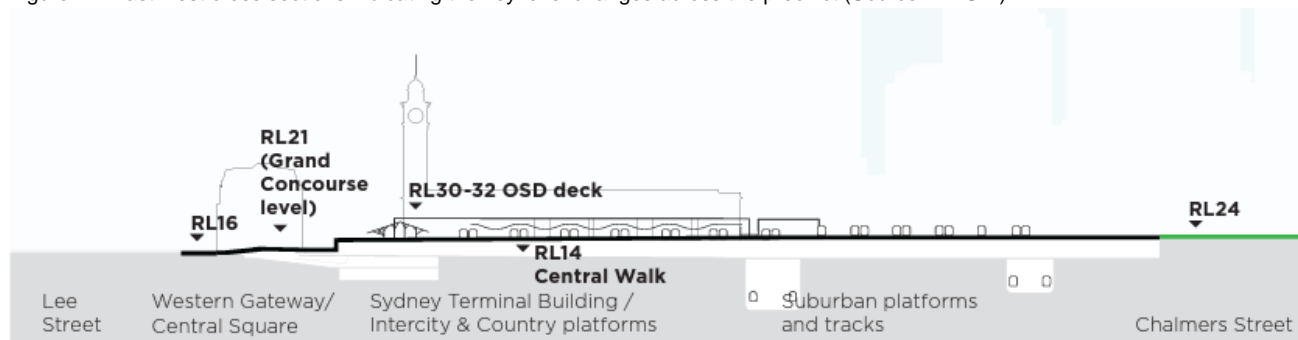 RL21
(Grand
Concourse
level)
RL30-32 OSD deck
RL16
RL24
RL14
Central Walk
Lee
Street
Western Gateway/
Central Square
Sydney Terminal Building /
Intercity & Country platforms
Suburban platforms
and tracks
Chalmers Street